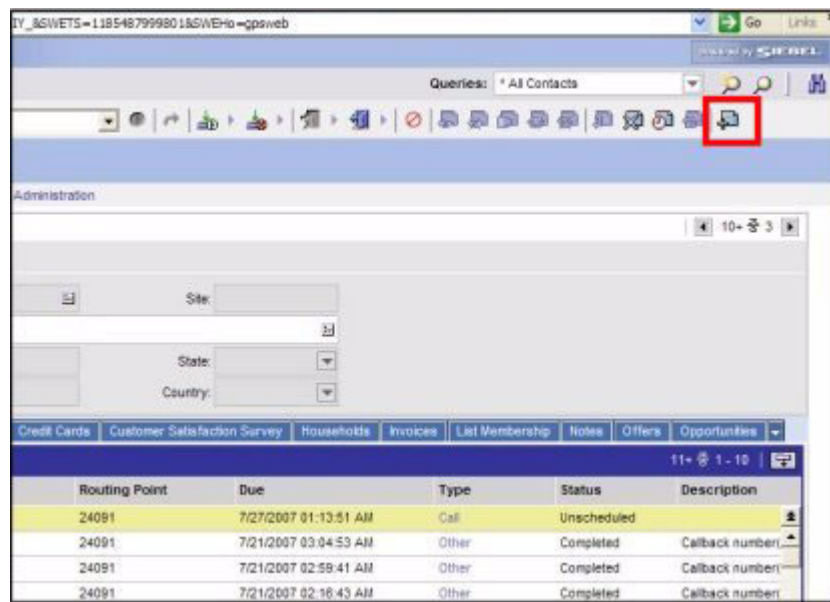 IY_&SWETS=1185487999801&SWEHo=gpsweb Go Links
powered by SIEBEL
Queries: * All Contacts
Administration
10+ 중 3
Site:
State:
Country:
Credit Cards Customer Satisfaction Survey Households Invoices List Membership Notes Offers Opportunities
11+ 중 1 - 10
Routing Point Due Type Status Description
24091 7/27/2007 01:13:51 AM Call Unscheduled
24091 7/21/2007 03:04:53 AM Other Completed Callback number(
24091 7/21/2007 02:59:41 AM Other Completed Callback number(
24091 7/21/2007 02:16:43 AM Other Completed Callback number(